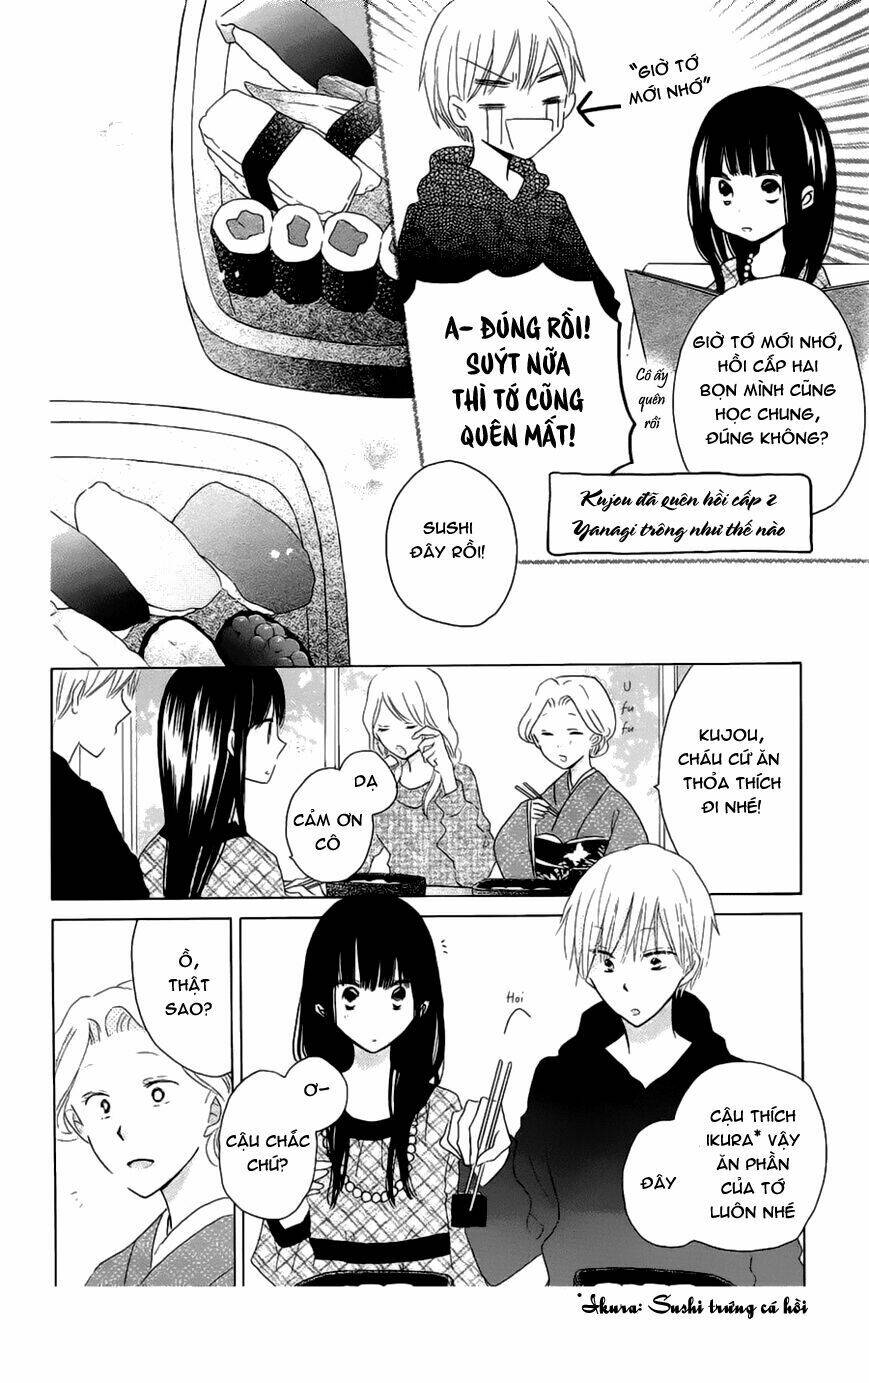 "GIỜ TỚ
MỚI NHỚ"
GIỜ TỚ MỚI NHỚ,
HỒI CẤP HAI
BỌN MÌNH CŨNG
HỌC CHUNG,
ĐÚNG KHÔNG?
A- ĐÚNG RỒI!
SUÝT NỮA
THÌ TỚ CŨNG
QUÊN MẤT!
Cô ấy
quên
rồi
Kujou đã quên hồi cấp 2
Yanagi trông như thế nào
SUSHI
ĐÂY RỒI!
KUJOU,
CHÁU CỨ ĂN
THỎA THÍCH
ĐI NHÉ!
U
fu
fu
DẠ
CẢM ƠN
CÔ
CẬU THÍCH
IKURA* VẬY
ĂN PHẦN
CỦA TỚ
LUÔN NHÉ
ĐÂY
Hoi
Ơ-
CẬU CHẮC
CHỨ?
Ồ,
THẬT
SAO?
*Ikura: Sushi trứng cá hồi